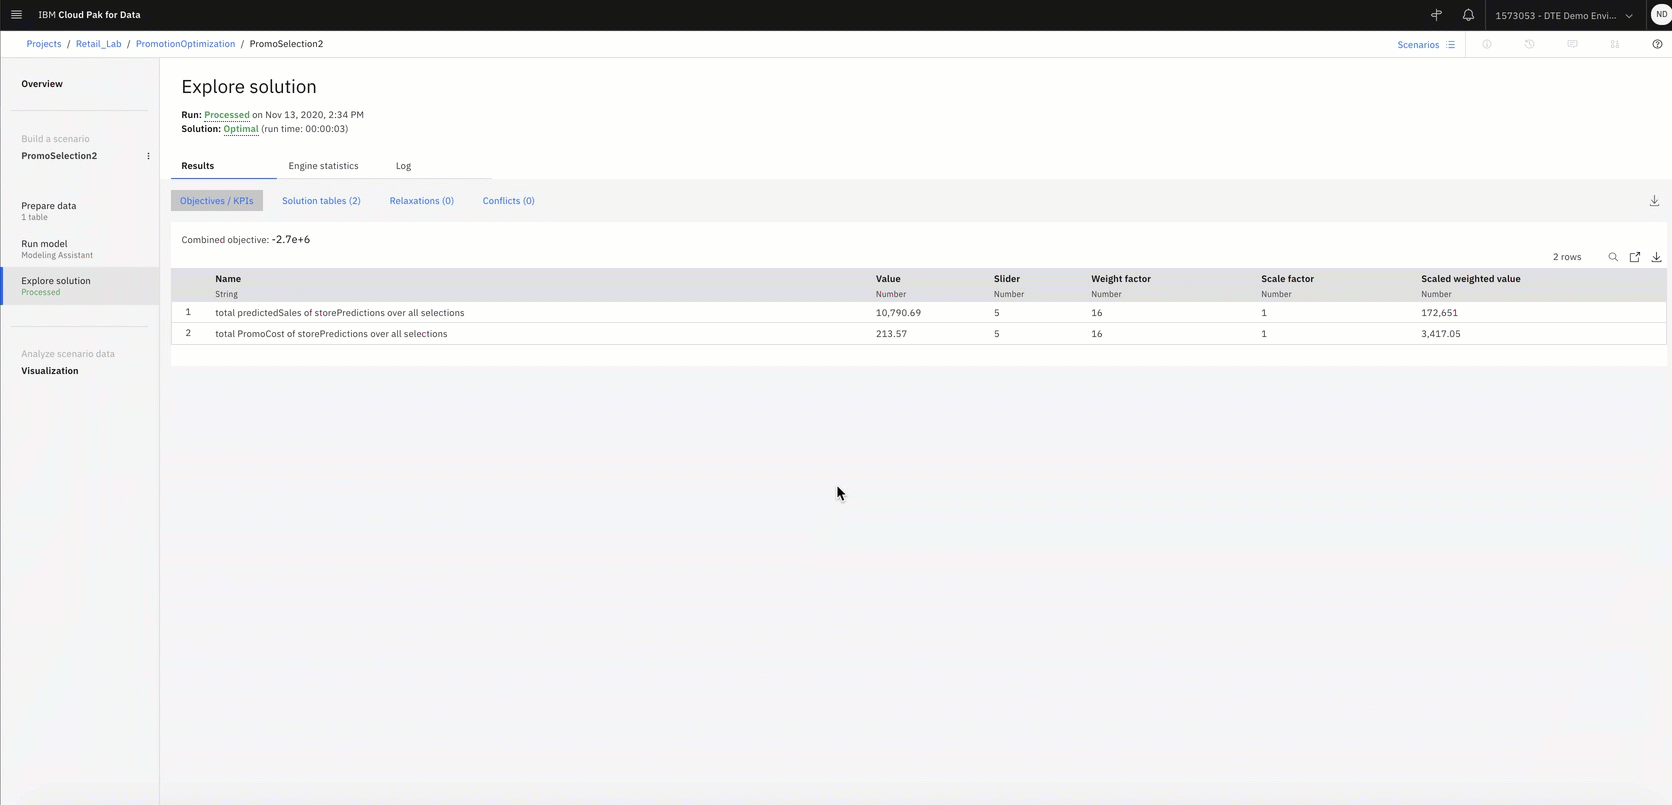 IBM Cloud Pak for Data
1573053 - DTE Demo Envi...
ND
Projects / Retail_Lab / PromotionOptimization / PromoSelection2
Scenarios
Overview
Build a scenario
PromoSelection2
Prepare data
1 table
Run model
Modeling Assistant
Explore solution
Processed
Analyze scenario data
Visualization
Explore solution
Run: Processed on Nov 13, 2020, 2:34 PM
Solution: Optimal (run time: 00:00:03)
Results Engine statistics Log
Objectives / KPIs Solution tables (2) Relaxations (0) Conflicts (0)
Combined objective: -2.7e+6
2 rows
Name Value Slider Weight factor Scale factor Scaled weighted value
String Number Number Number Number Number
1 total predictedSales of storePredictions over all selections 10,790.69 5 16 1 172,651
2 total PromoCost of storePredictions over all selections 213.57 5 16 1 3,417.05